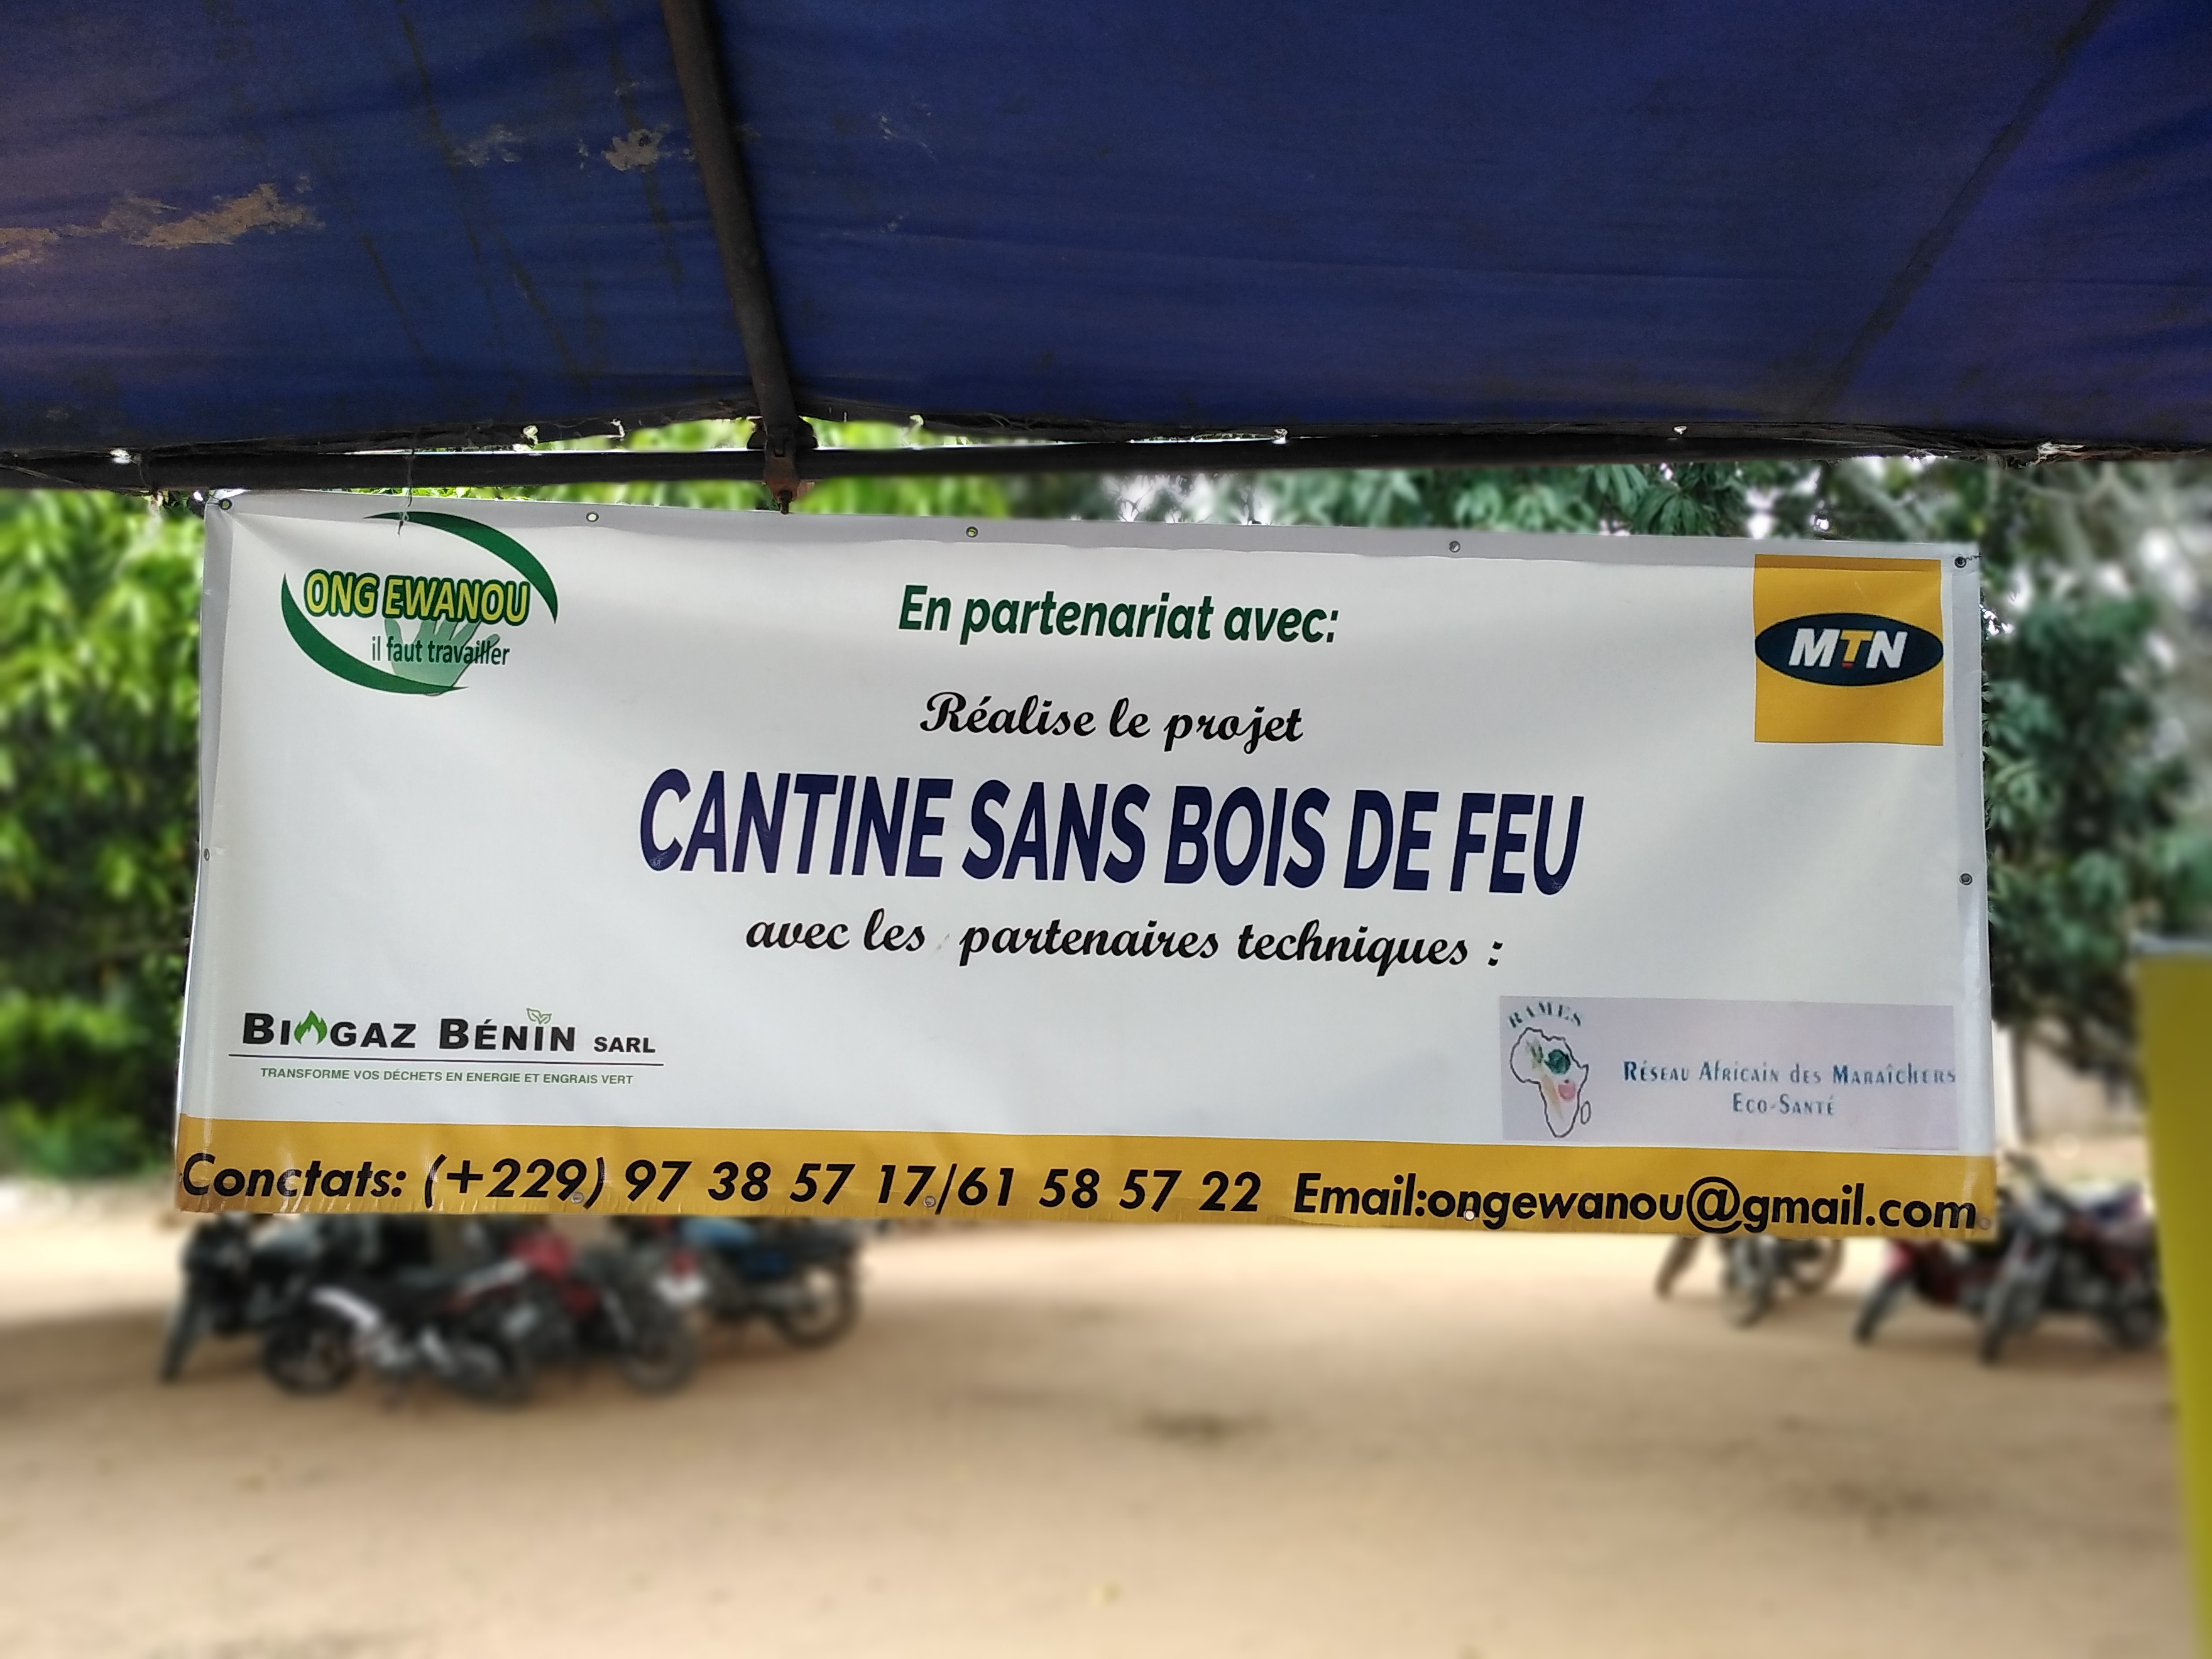 ONG EWANOU
il faut travailler
En partenariat avec:
MTN
Réalise le projet
CANTINE SANS BOIS DE FEU
avec les partenaires techniques :
BIOGAZ BÉNIN SARL
TRANSFORME VOS DÉCHETS EN ENERGIE ET ENGRAIS VERT
RAMES
Réseau Africain des Maraîchers
Eco-Santé
Conctats: (+229) 97 38 57 17/61 58 57 22 Email:ongewanou@gmail.com